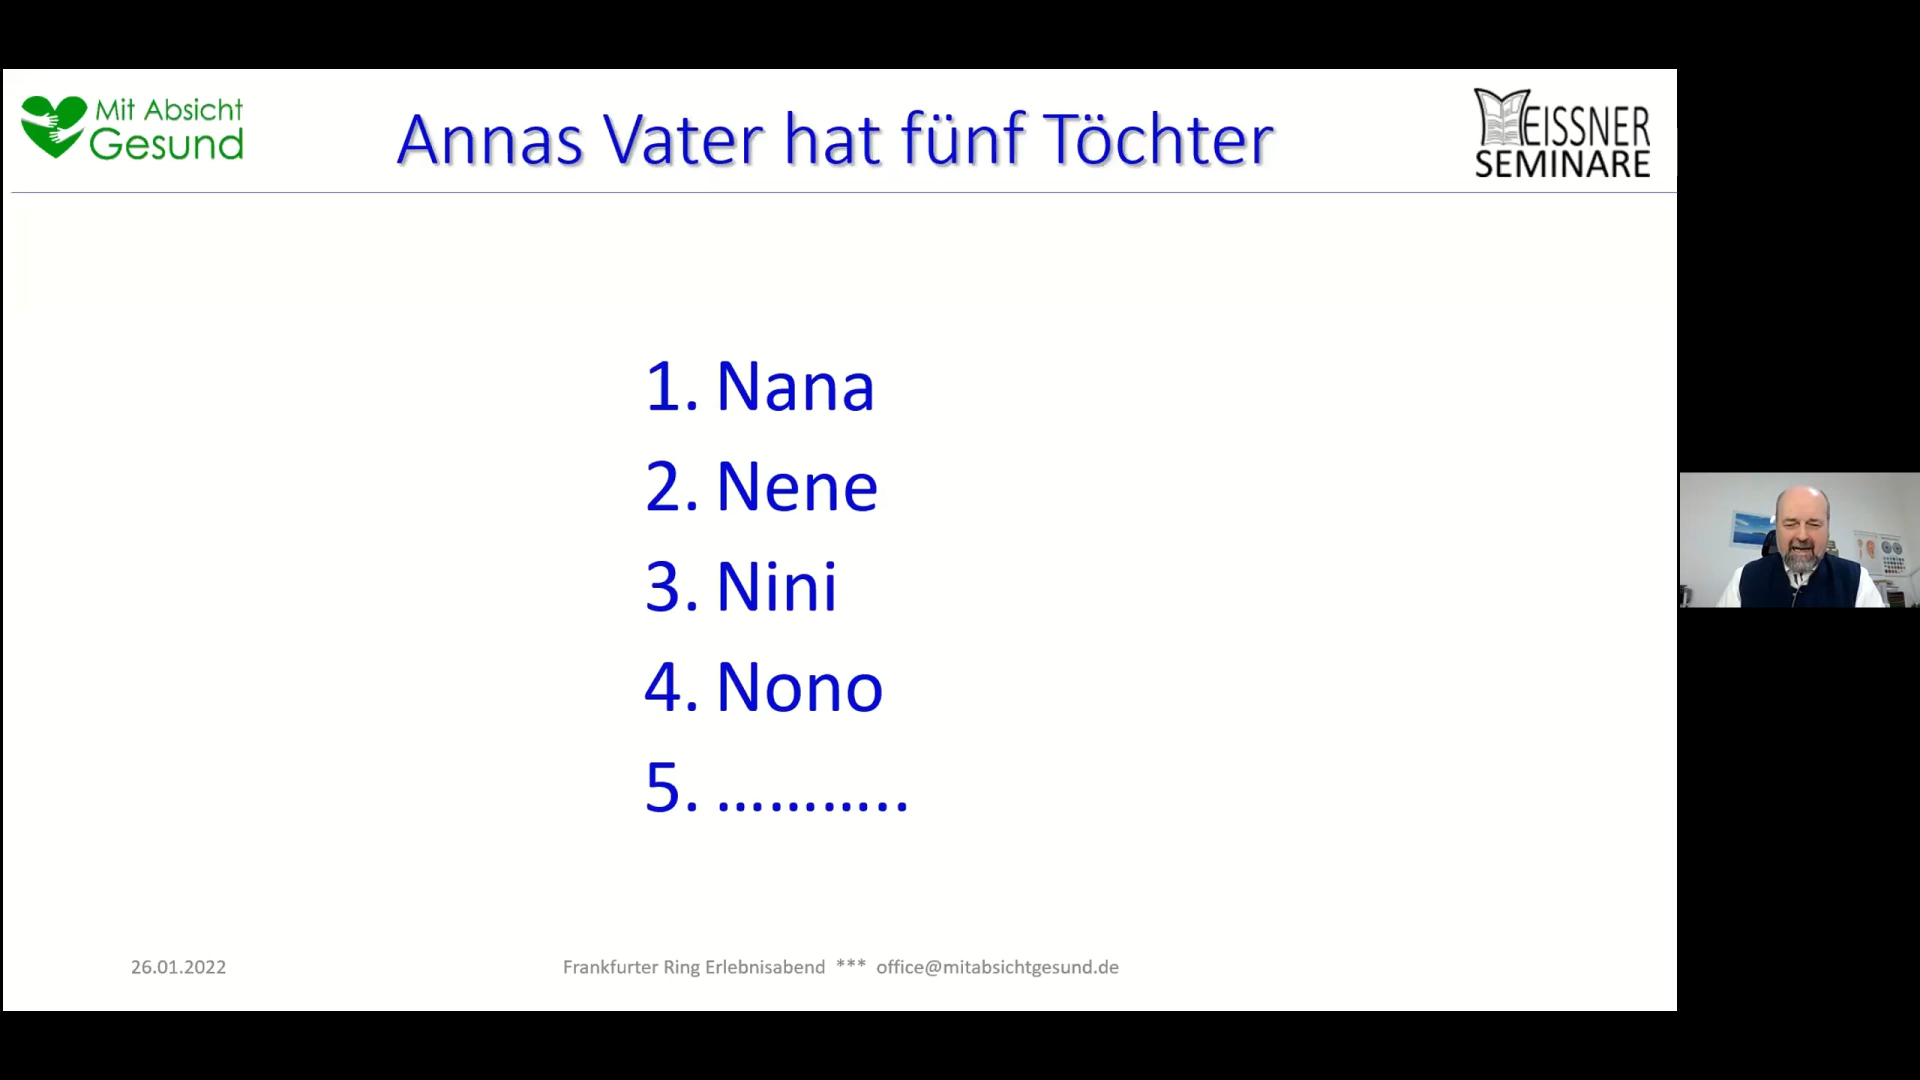 Mit Absicht
Gesund
Annas Vater hat fünf Töchter
MEISSNER
SEMINARE
1. Nana
2. Nene
3. Nini
4. Nono
5. ...........
26.01.2022
Frankfurter Ring Erlebnisabend *** office@mitabsichtgesund.de